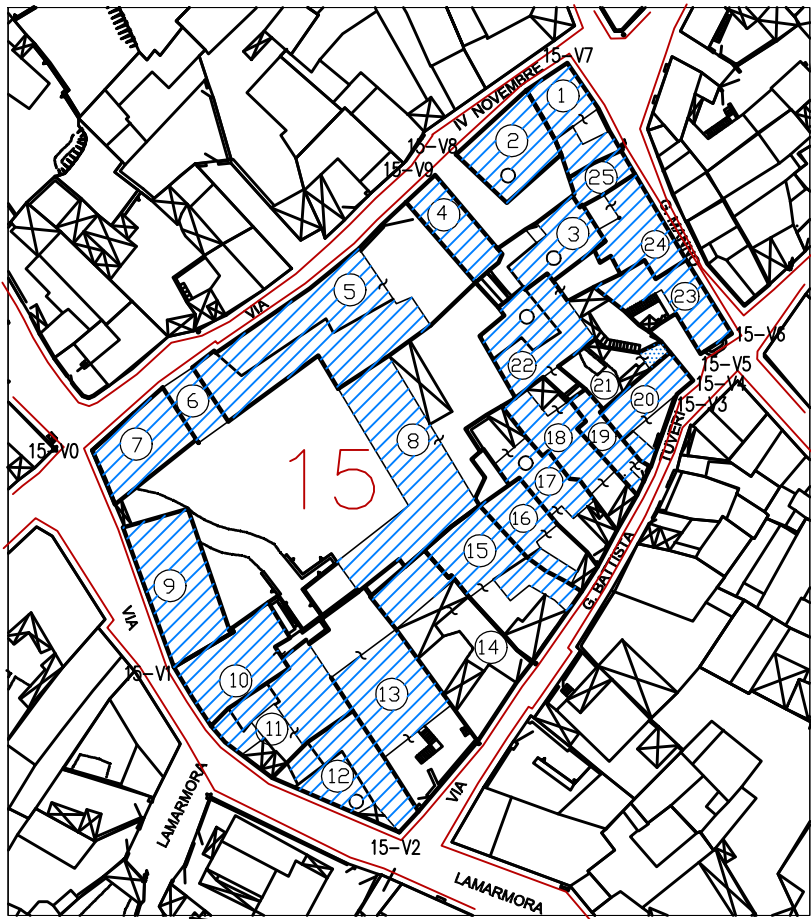 15-V7
IV NOVEMBRE
1
2
15-V8
15-V9
25
4
G. MANNO
3
24
5
23
VIA
15-V6
22
15-V5
21
15-V4
6
20
15-V3
TUVERI
7
8
18
19
15-V0
15
17
16
15
9
G. BATTISTA
VIA
14
15-V1
10
13
11
12
LAMARMORA
VIA
15-V2
LAMARMORA